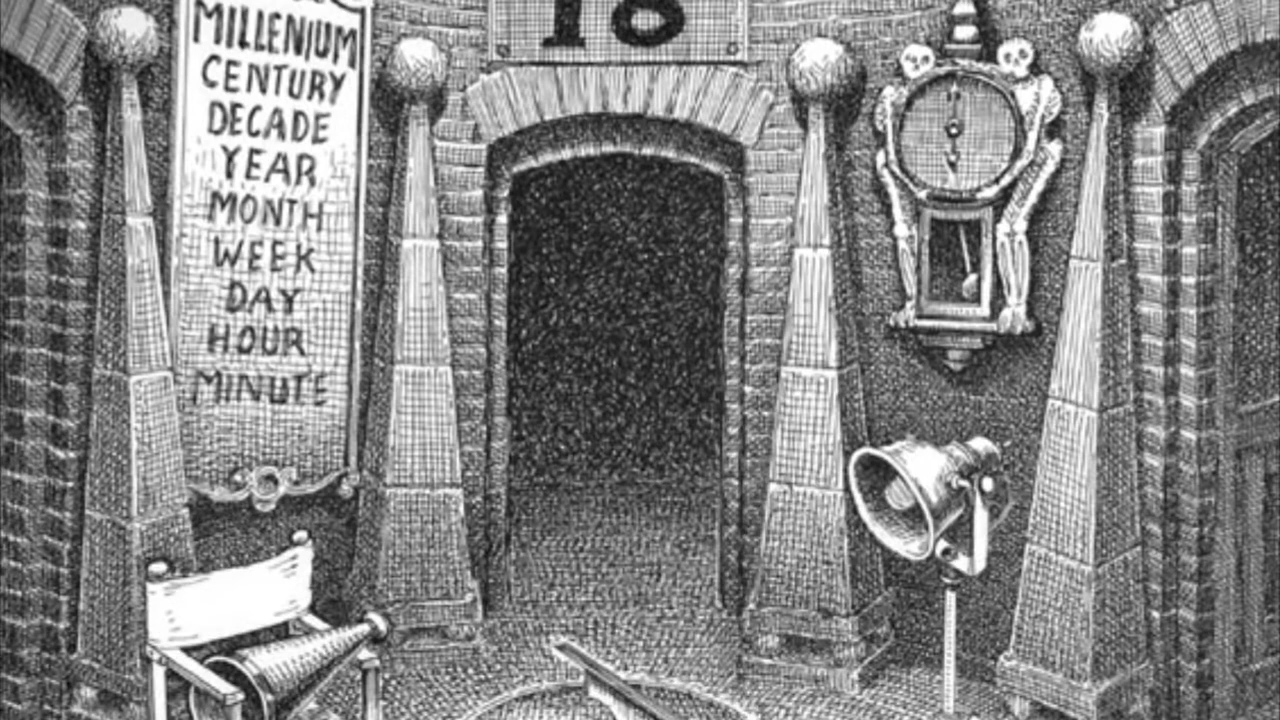 MILLENIUM
CENTURY
DECADE
YEAR
MONTH
WEEK
DAY
HOUR
MINUTE
18